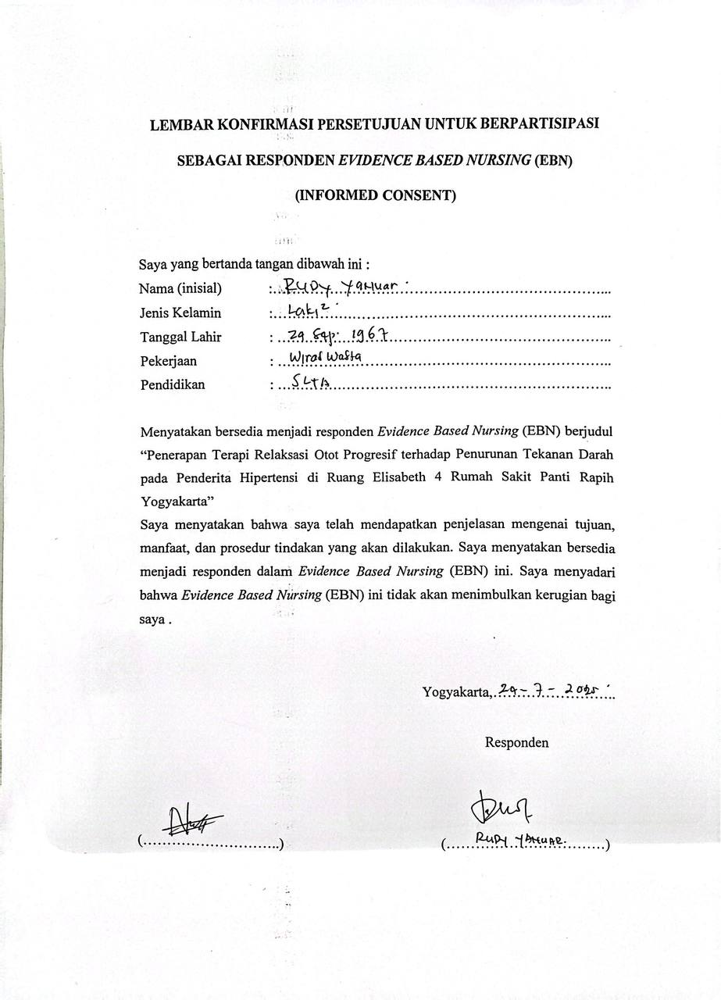 LEMBAR KONFIRMASI PERSETUJUAN UNTUK BERPARTISIPASI
SEBAGAI RESPONDEN EVIDENCE BASED NURSING (EBN)
(INFORMED CONSENT)
Saya yang bertanda tangan dibawah ini :
Nama (inisial) : Rudy Yanuar
Jenis Kelamin : Laki²
Tanggal Lahir : 29 Sep. 1967
Pekerjaan : Wiraswasta
Pendidikan : SLTA
Menyatakan bersedia menjadi responden Evidence Based Nursing (EBN) berjudul
“Penerapan Terapi Relaksasi Otot Progresif terhadap Penurunan Tekanan Darah
pada Penderita Hipertensi di Ruang Elisabeth 4 Rumah Sakit Panti Rapih
Yogyakarta”
Saya menyatakan bahwa saya telah mendapatkan penjelasan mengenai tujuan,
manfaat, dan prosedur tindakan yang akan dilakukan. Saya menyatakan bersedia
menjadi responden dalam Evidence Based Nursing (EBN) ini. Saya menyadari
bahwa Evidence Based Nursing (EBN) ini tidak akan menimbulkan kerugian bagi
saya .
Yogyakarta, 29-7-2025
Responden
(..............................) (RUDY YANUAR.)